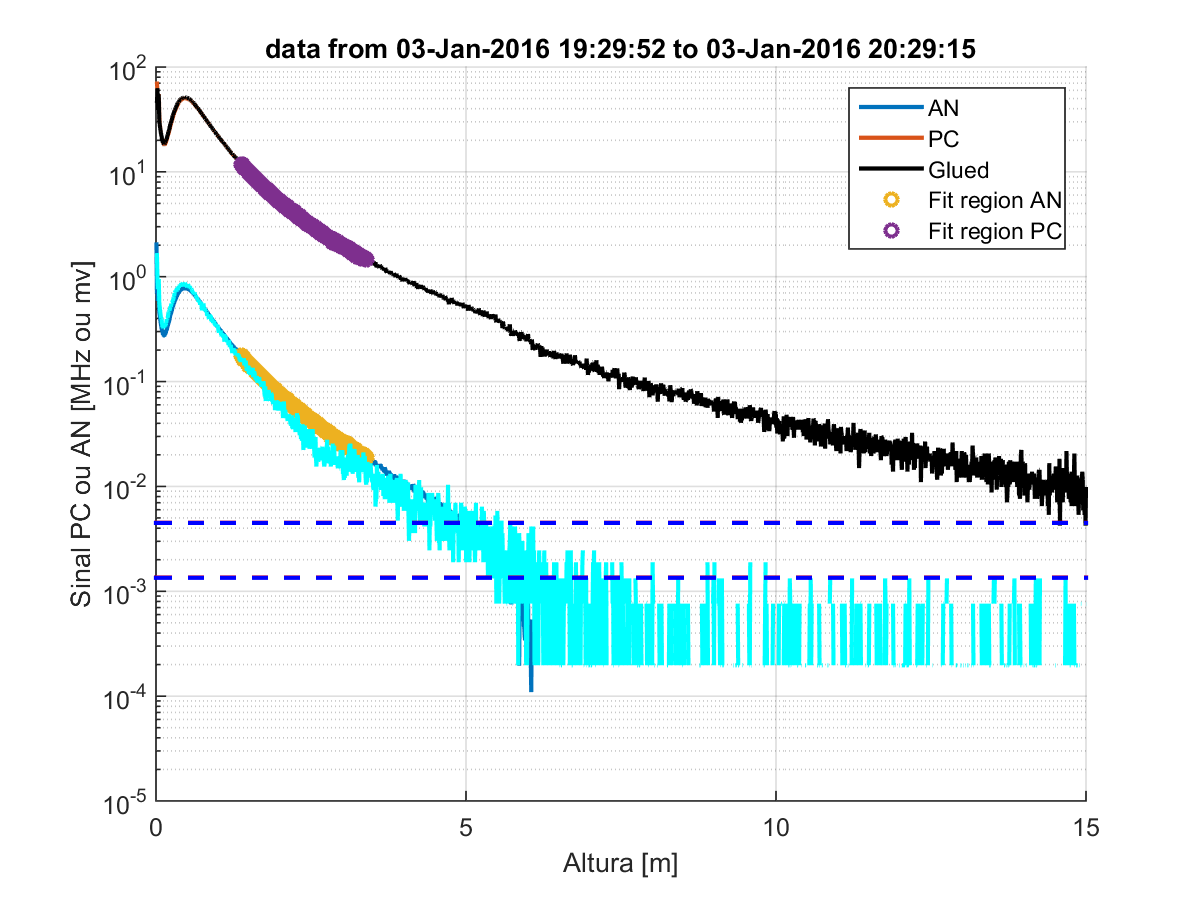 data from 03-Jan-2016 19:29:52 to 03-Jan-2016 20:29:15
10^2
10^1
10^0
10^-1
10^-2
10^-3
10^-4
10^-5
Sinal PC ou AN [MHz ou mv]
AN
PC
Glued
Fit region AN
Fit region PC
0
5
10
15
Altura [m]